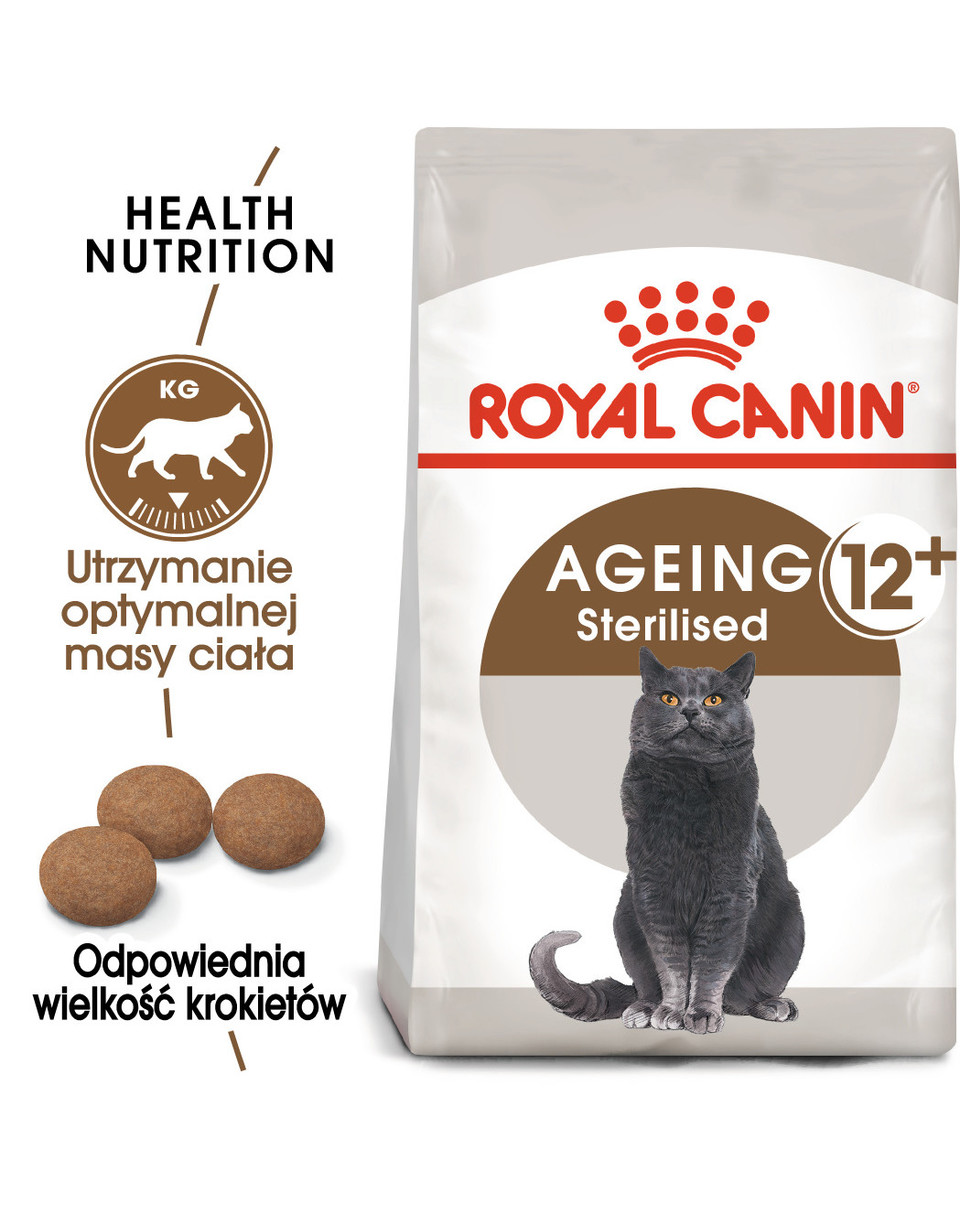 HEALTH
NUTRITION
KG
Utrzymanie
optymalnej
masy ciała
Odpowiednia
wielkość krokietów
ROYAL CANIN®
AGEING 12+
Sterilised